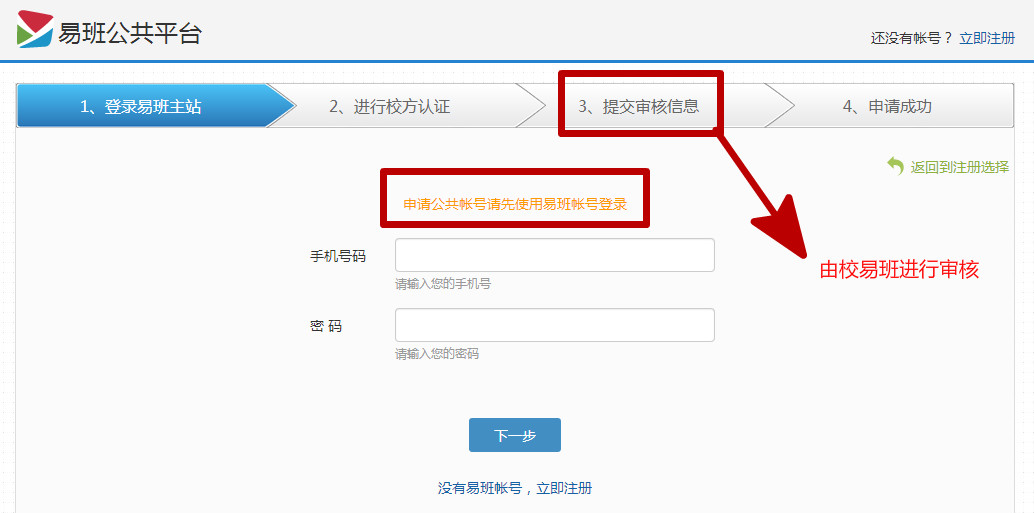 易班公共平台
还没有帐号？ 立即注册
1、登录易班主站
2、进行校方认证
3、提交审核信息
4、申请成功
返回到注册选择
申请公共帐号请先使用易班帐号登录
由校易班进行审核
手机号码
请输入您的手机号
密 码
请输入您的密码
下一步
没有易班帐号，立即注册